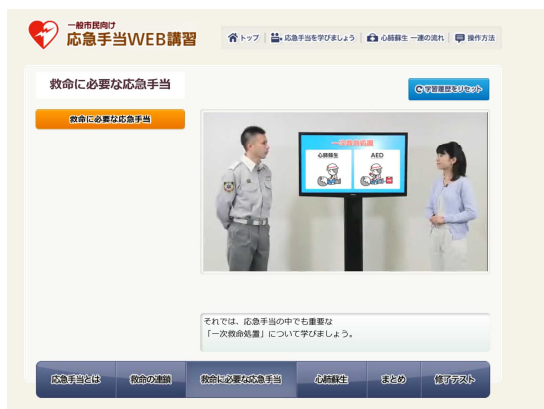 一般市民向け
応急手当WEB講習
トップ
応急手当を学びましょう
心肺蘇生 一連の流れ
操作方法
救命に必要な応急手当
学習履歴をリセット
救命に必要な応急手当
一次救命処置
心肺蘇生
AED
それでは、応急手当の中でも重要な
「一次救命処置」について学びましょう。
応急手当とは
救命の連鎖
救命に必要な応急手当
心肺蘇生
まとめ
修了テスト